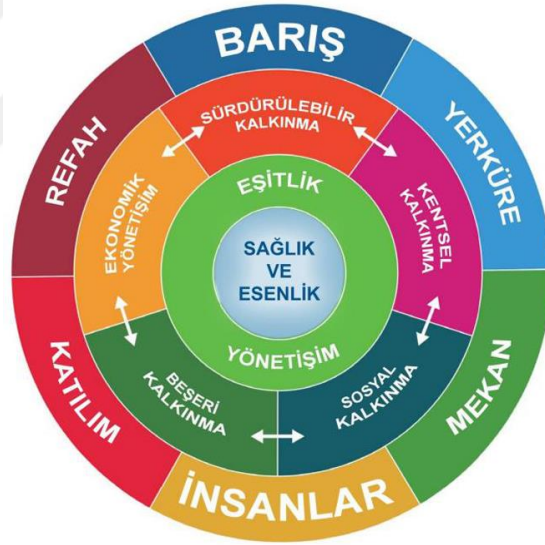 BARIŞ
YERKÜRE
MEKAN
İNSANLAR
KATILIM
REFAH
SÜRDÜRÜLEBİLİR
KALKINMA
KENTSEL
KALKINMA
SOSYAL
KALKINMA
BEŞERİ
KALKINMA
EKONOMİK
YÖNETİŞİM
EŞİTLİK
SAĞLIK
VE
ESENLİK
YÖNETİŞİM